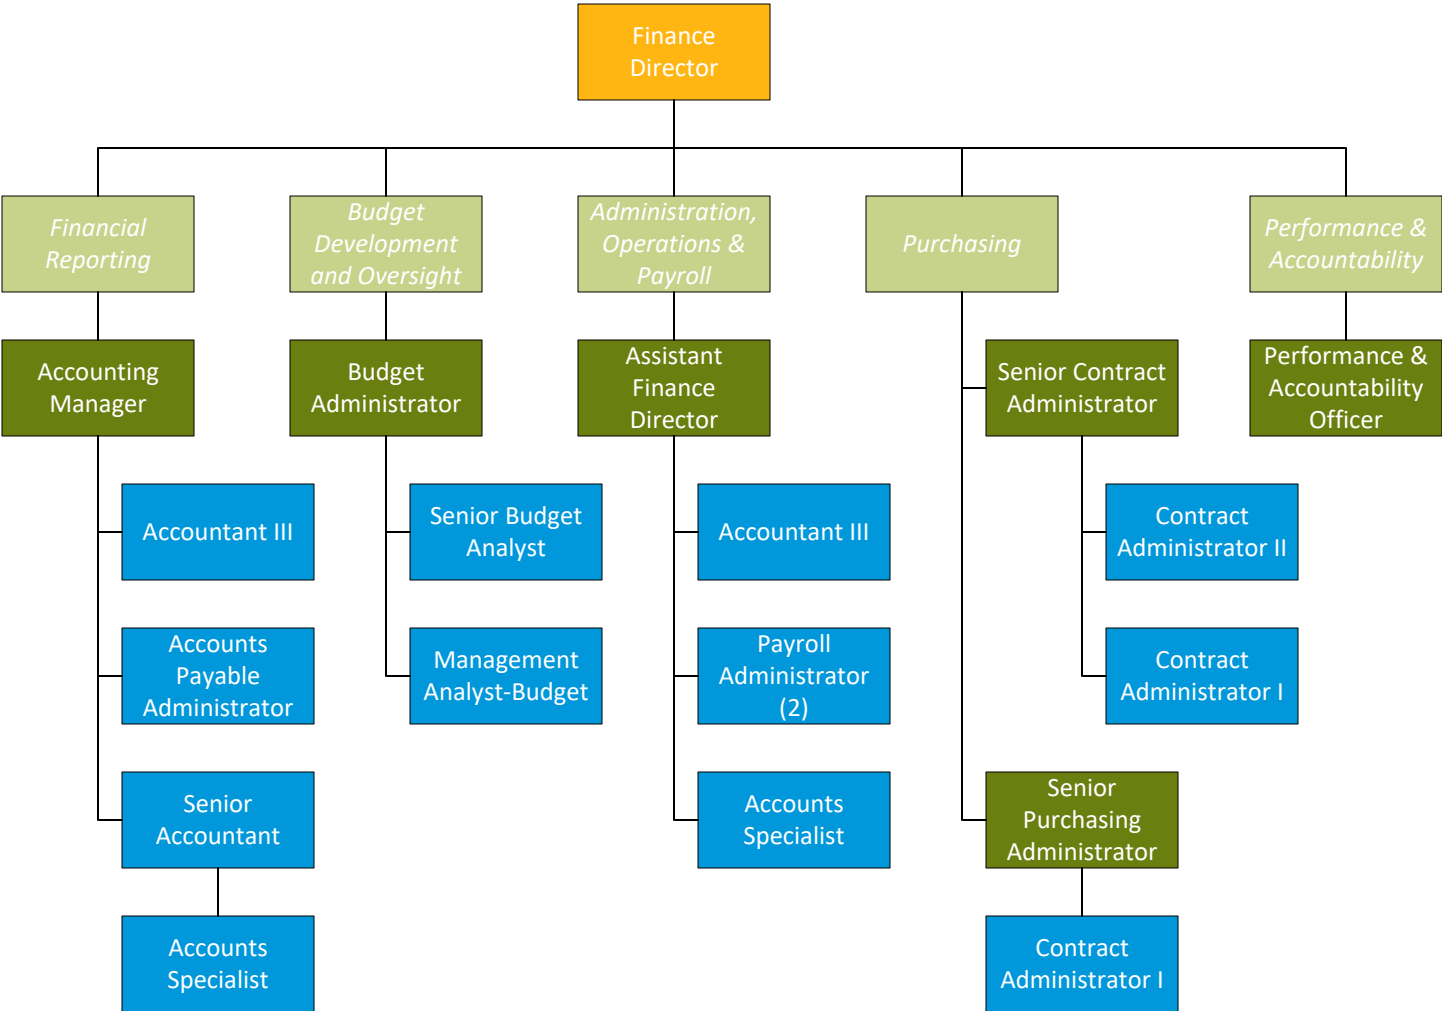 Finance
Director
Financial
Reporting
Budget
Development
and Oversight
Administration,
Operations &
Payroll
Purchasing
Performance &
Accountability
Accounting
Manager
Budget
Administrator
Assistant
Finance
Director
Senior Contract
Administrator
Performance &
Accountability
Officer
Accountant III
Senior Budget
Analyst
Accountant III
Contract
Administrator II
Accounts
Payable
Administrator
Management
Analyst-Budget
Payroll
Administrator
(2)
Contract
Administrator I
Senior
Accountant
Accounts
Specialist
Senior
Purchasing
Administrator
Accounts
Specialist
Contract
Administrator I